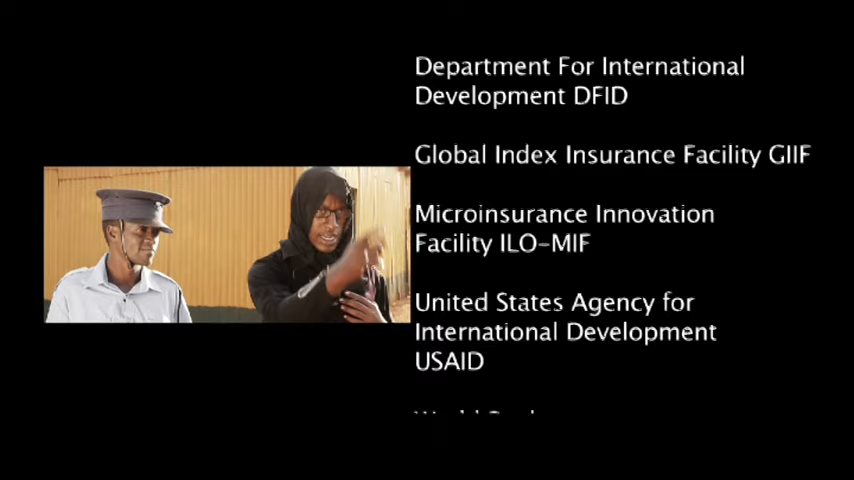 Department For International
Development DFID
Global Index Insurance Facility GIIF
Microinsurance Innovation
Facility ILO-MIF
United States Agency for
International Development
USAID